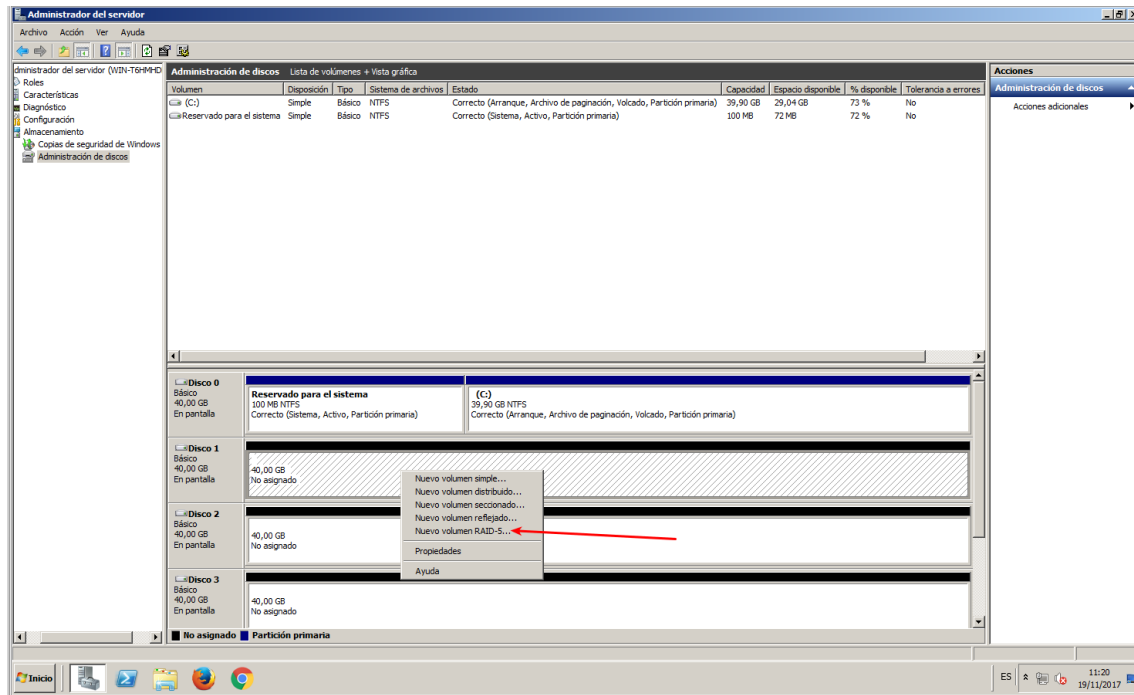 Administrador del servidor
Archivo Acción Ver Ayuda
dministrador del servidor (WIN-T6HMHD
Roles
Características
Diagnóstico
Configuración
Almacenamiento
Copias de seguridad de Windows
Administración de discos
Administración de discos Lista de volúmenes + Vista gráfica
Volumen Disposición Tipo Sistema de archivos Estado Capacidad Espacio disponible % disponible Tolerancia a errores
(C:) Simple Básico NTFS Correcto (Arranque, Archivo de paginación, Volcado, Partición primaria) 39,90 GB 29,04 GB 73 % No
Reservado para el sistema Simple Básico NTFS Correcto (Sistema, Activo, Partición primaria) 100 MB 72 MB 72 % No
Acciones
Administración de discos
Acciones adicionales
Disco 0
Básico
40,00 GB
En pantalla
Reservado para el sistema
100 MB NTFS
Correcto (Sistema, Activo, Partición primaria)
(C:)
39,90 GB NTFS
Correcto (Arranque, Archivo de paginación, Volcado, Partición primaria)
Disco 1
Básico
40,00 GB
En pantalla
40,00 GB
No asignado
Nuevo volumen simple...
Nuevo volumen distribuido...
Nuevo volumen seccionado...
Nuevo volumen reflejado...
Nuevo volumen RAID-5...
Propiedades
Ayuda
Disco 2
Básico
40,00 GB
En pantalla
40,00 GB
No asignado
Disco 3
Básico
40,00 GB
En pantalla
40,00 GB
No asignado
No asignado Partición primaria
Inicio
ES
11:20
19/11/2017